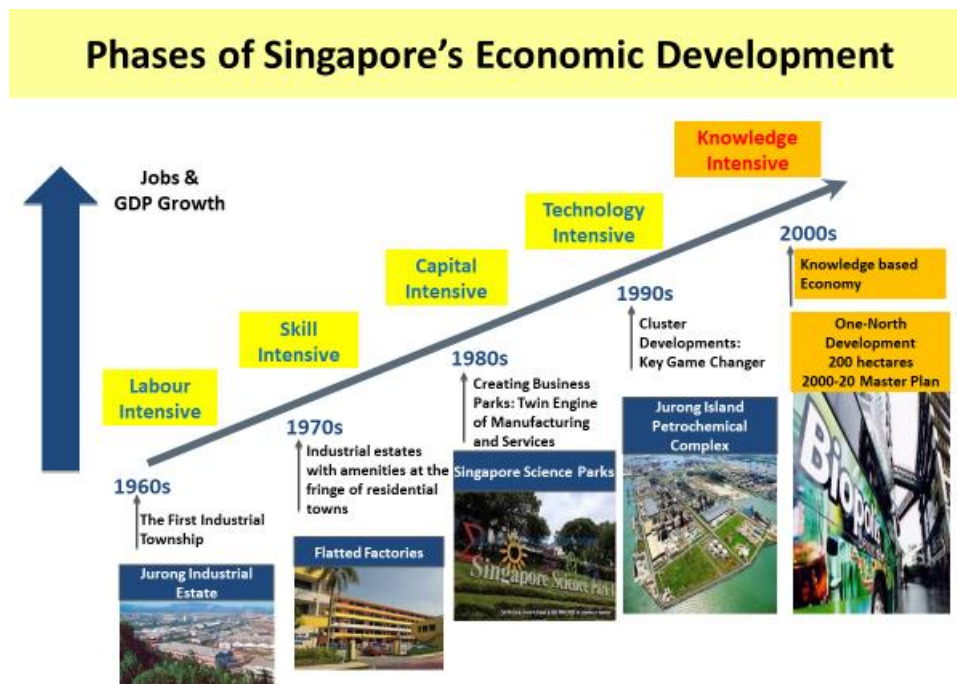 Phases of Singapore's Economic Development
Jobs &
GDP Growth
Labour
Intensive
Skill
Intensive
Capital
Intensive
Technology
Intensive
Knowledge
Intensive
1960s
The First Industrial
Township
Jurong Industrial
Estate
1970s
Industrial estates
with amenities at the
fringe of residential
towns
Flatted Factories
1980s
Creating Business
Parks: Twin Engine
of Manufacturing
and Services
Singapore Science Parks
Singapore Science Park
1990s
Cluster
Developments:
Key Game Changer
Jurong Island
Petrochemical
Complex
2000s
Knowledge based
Economy
One-North
Development
200 hectares
2000-20 Master Plan
Biopolis